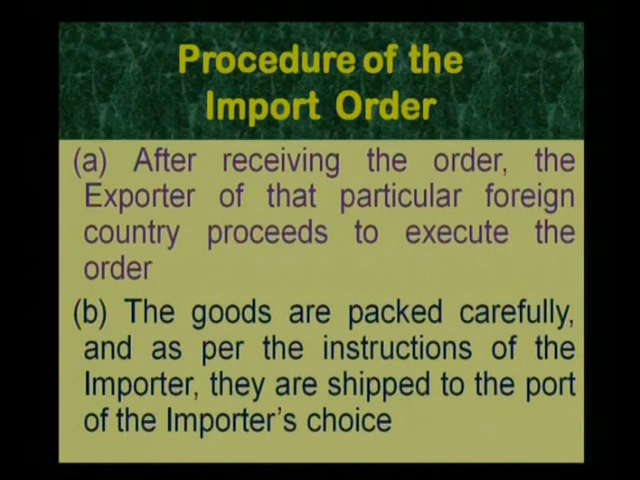 Procedure of the
Import Order
(a) After receiving the order, the
Exporter of that particular foreign
country proceeds to execute the
order
(b) The goods are packed carefully,
and as per the instructions of the
Importer, they are shipped to the port
of the Importer's choice